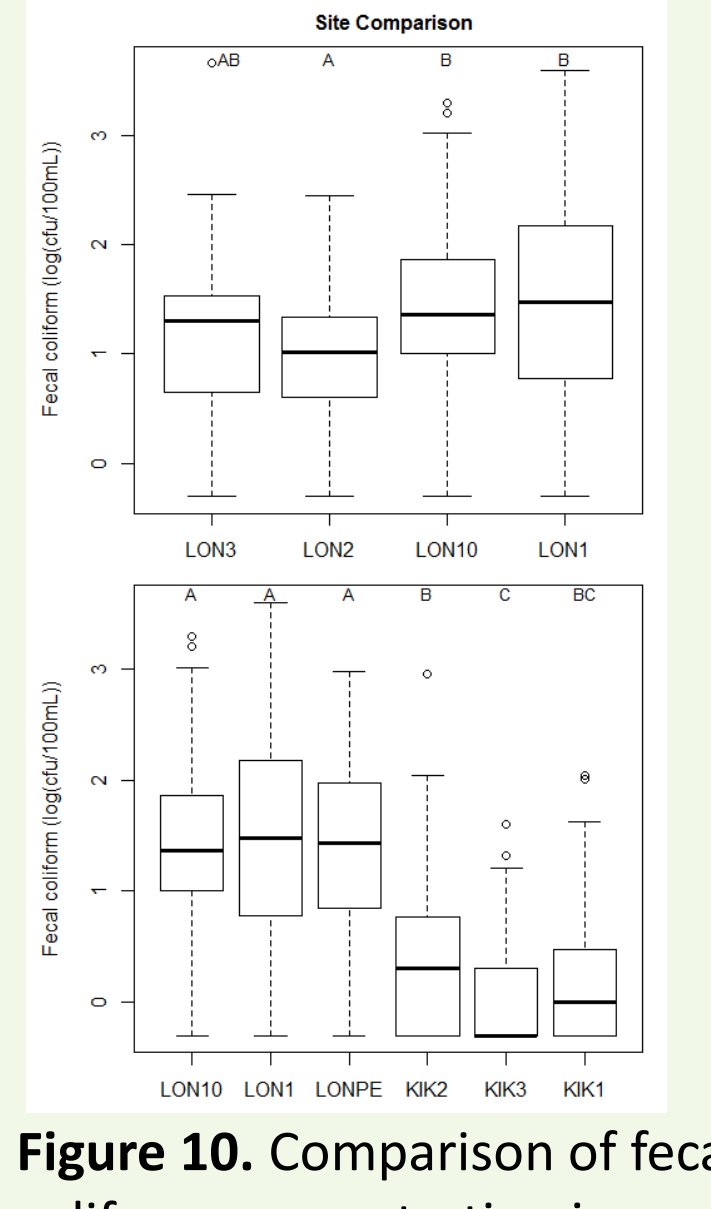 Site Comparison
AB A B B
Fecal coliform (log(cfu/100mL))
3
2
1
0
LON3 LON2 LON10 LON1
A A A B C BC
Fecal coliform (log(cfu/100mL))
3
2
1
0
LON10 LON1 LONPE KIK2 KIK3 KIK1
Figure 10. Comparison of feca